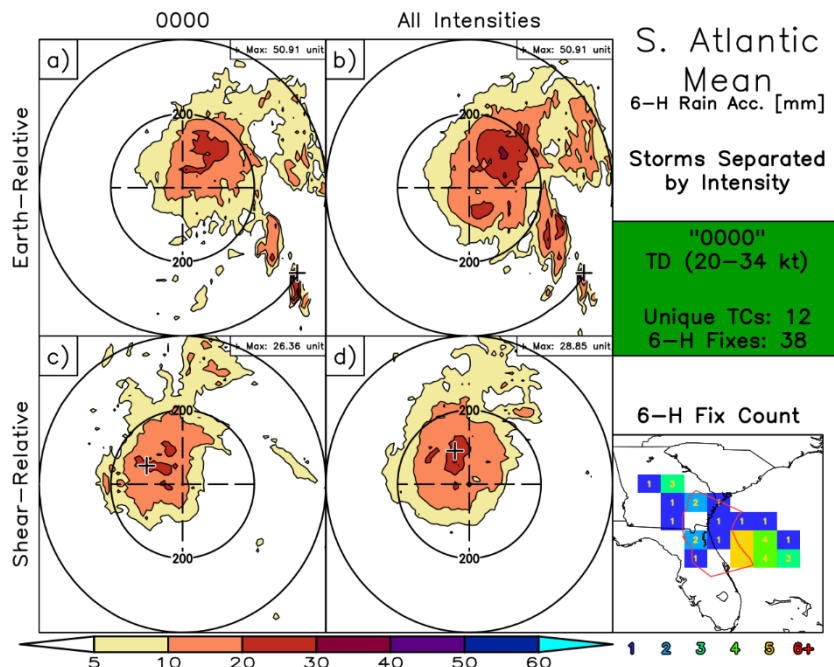 0000 All Intensities
a) + Max: 50.91 unit
b) + Max: 50.91 unit
Earth-Relative
200
200
200
200
c) + Max: 26.36 unit
d) + Max: 28.85 unit
Shear-Relative
200
200
200
200
5 10 20 30 40 50 60
S. Atlantic
Mean
6-H Rain Acc. [mm]
Storms Separated
by Intensity
"0000"
TD (20-34 kt)
Unique TCs: 12
6-H Fixes: 38
6-H Fix Count
1 3
1 2 1
1 1 1 1
2 1 4 1
1 4 3
1 2 3 4 5 6+